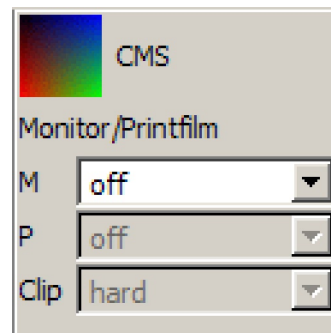 CMS
Monitor/Printfilm
M off
P off
Clip hard